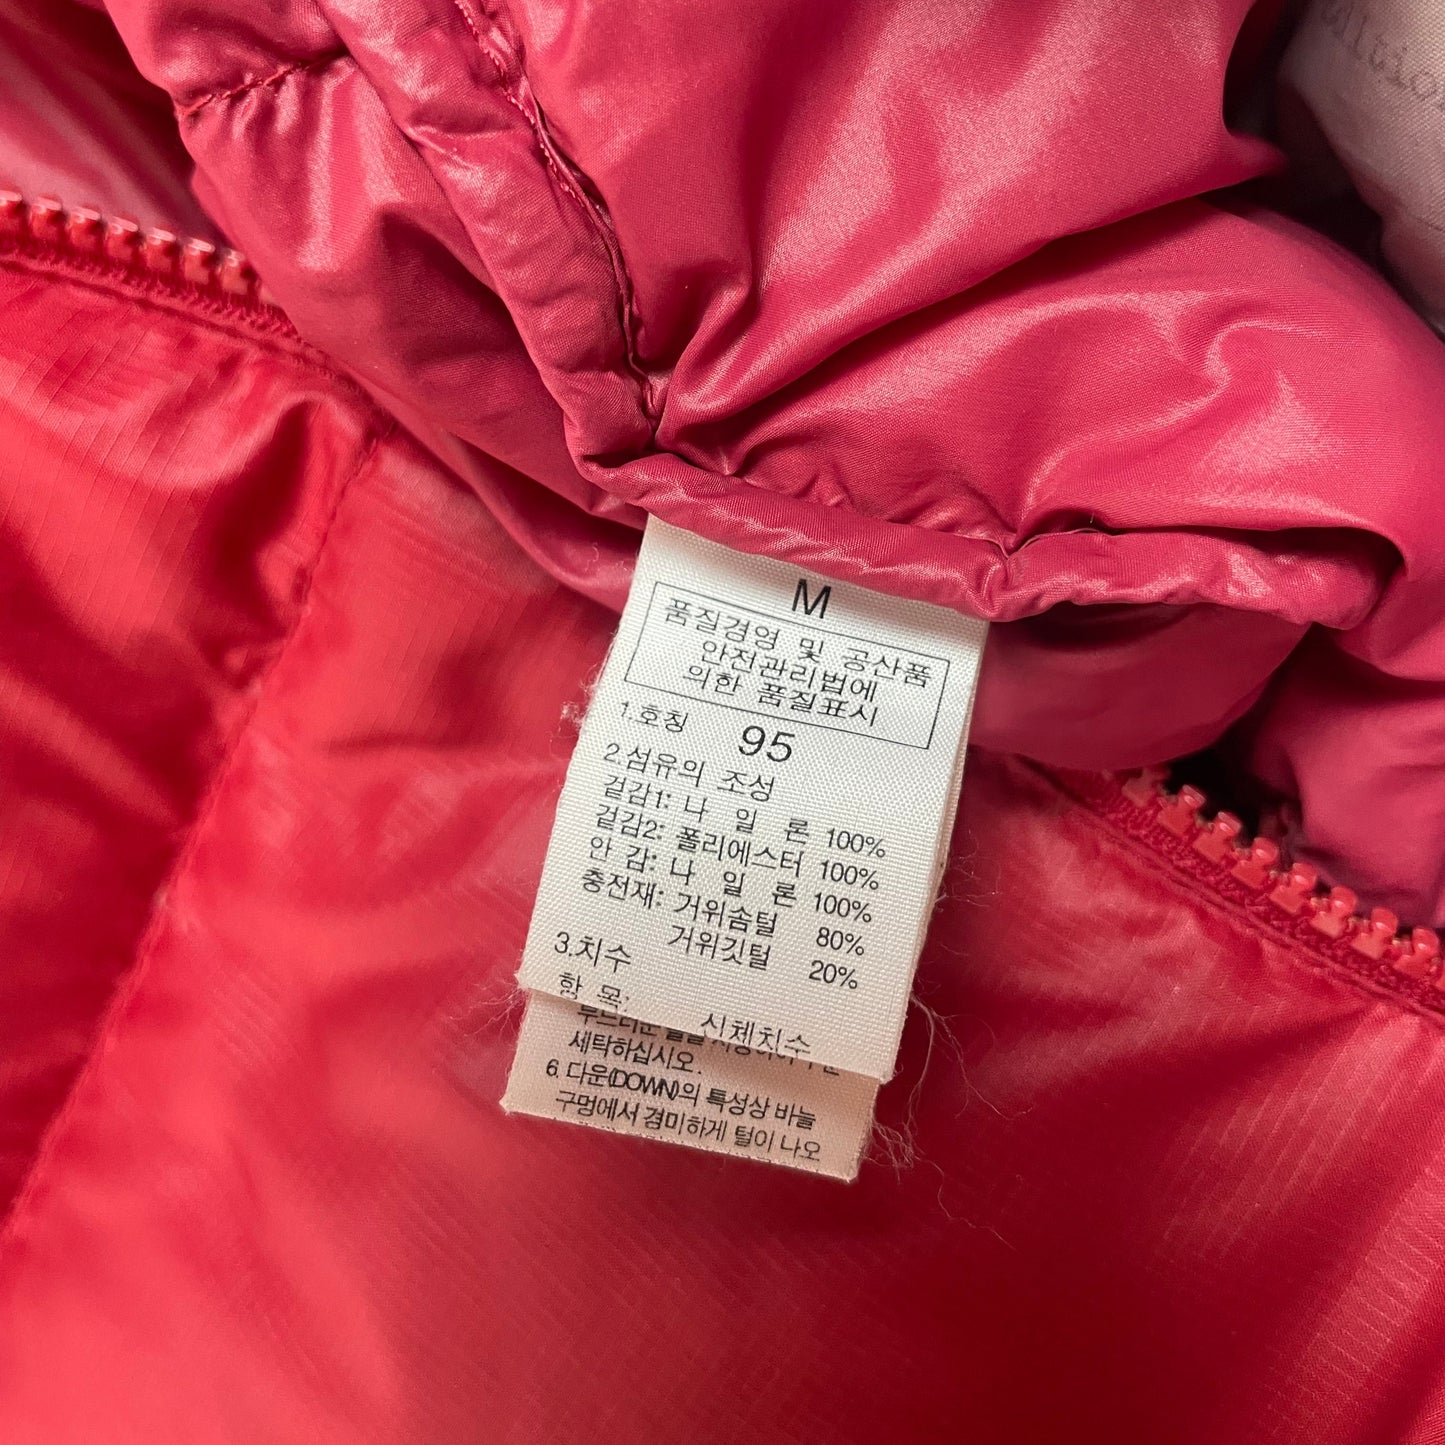 M
품질경영 및 공산품
안전관리법에
의한 품질표시
1.호칭 95
2.섬유의 조성
겉감1: 나 일 론 100%
겉감2: 폴리에스터 100%
안 감: 나 일 론 100%
충전재: 거위솜털 80%
거위깃털 20%
3.치수
항 목: 신체치수
세탁하십시오.
6. 다운(DOWN)의 특성상 바늘
구멍에서 경미하게 털이 나오